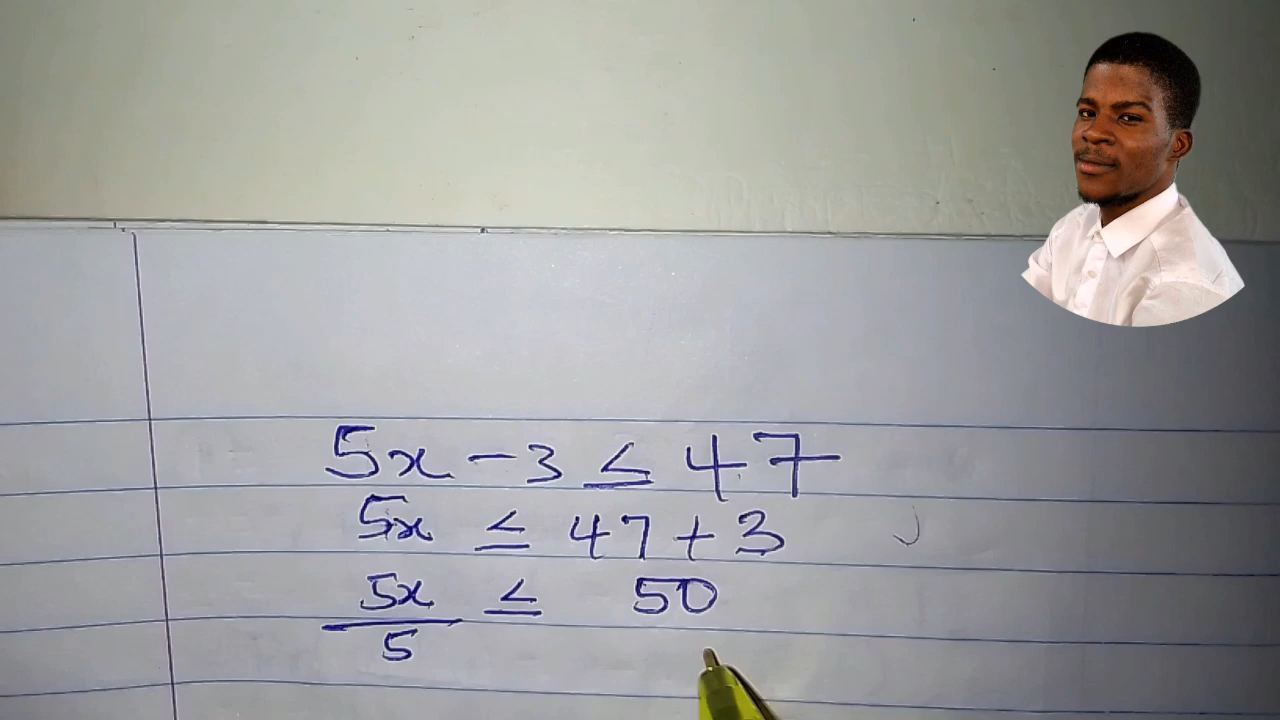 5x - 3 ≤ 47
5x ≤ 47 + 3
5x ≤ 50
5